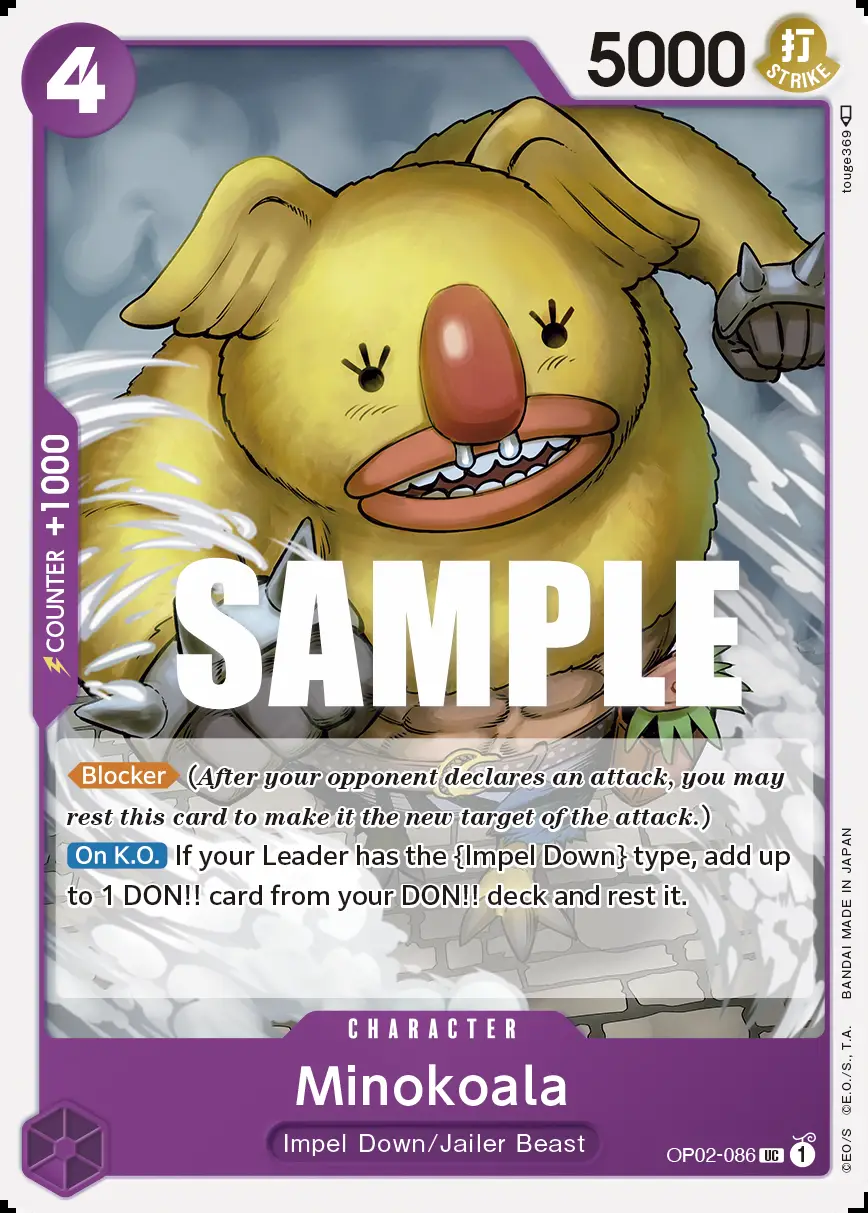 4
5000
打
STRIKE
touge369
COUNTER +1000
SAMPLE
Blocker (After your opponent declares an attack, you may
rest this card to make it the new target of the attack.)
On K.O. If your Leader has the {Impel Down} type, add up
to 1 DON!! card from your DON!! deck and rest it.
CHARACTER
Minokoala
Impel Down/Jailer Beast
OP02-086 UC 1
©EO/S ©E.O./S., T.A. BANDAI MADE IN JAPAN